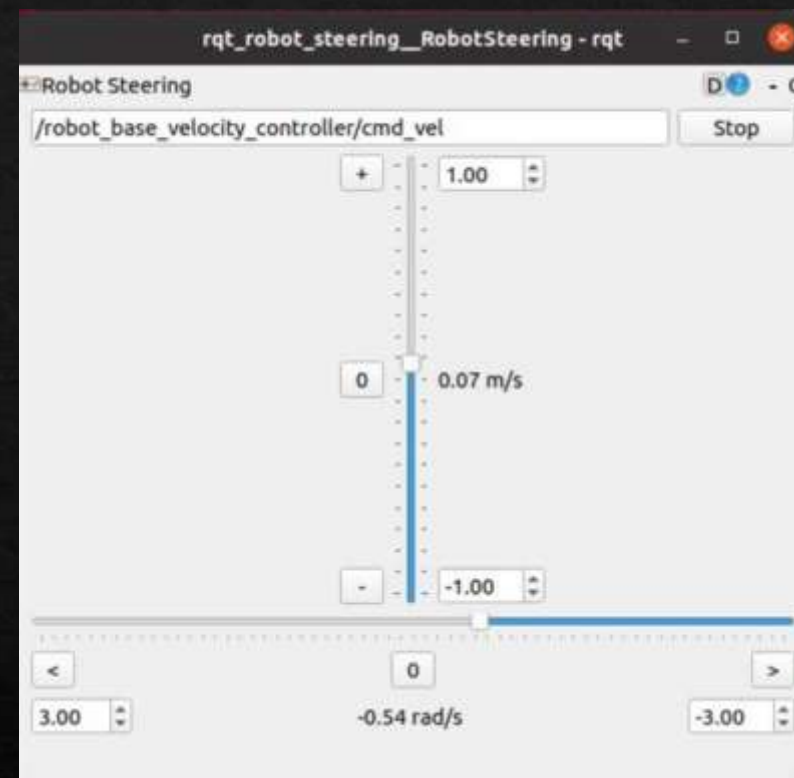 rqt_robot_steering__RobotSteering - rqt
Robot Steering D
/robot_base_velocity_controller/cmd_vel Stop
+ 1.00
0 0.07 m/s
- -1.00
< 0 >
3.00 -0.54 rad/s -3.00